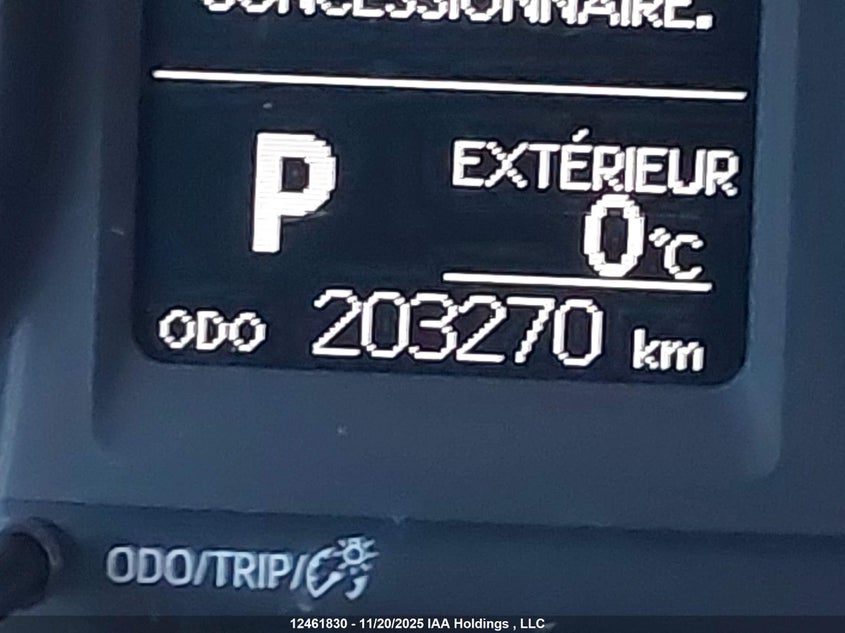 CONCESSIONNAIRE.
P
EXTÉRIEUR
0°C
ODO 203270 km
ODO/TRIP/
12461830 - 11/20/2025 IAA Holdings , LLC